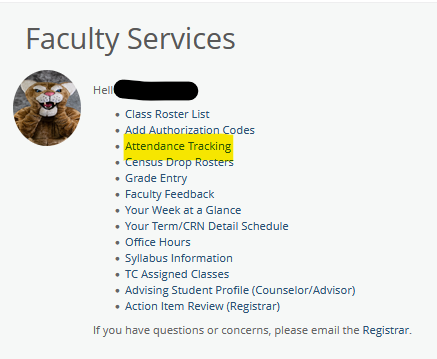 Faculty Services
Hell
Class Roster List
Add Authorization Codes
Attendance Tracking
Census Drop Rosters
Grade Entry
Faculty Feedback
Your Week at a Glance
Your Term/CRN Detail Schedule
Office Hours
Syllabus Information
TC Assigned Classes
Advising Student Profile (Counselor/Advisor)
Action Item Review (Registrar)
If you have questions or concerns, please email the Registrar.